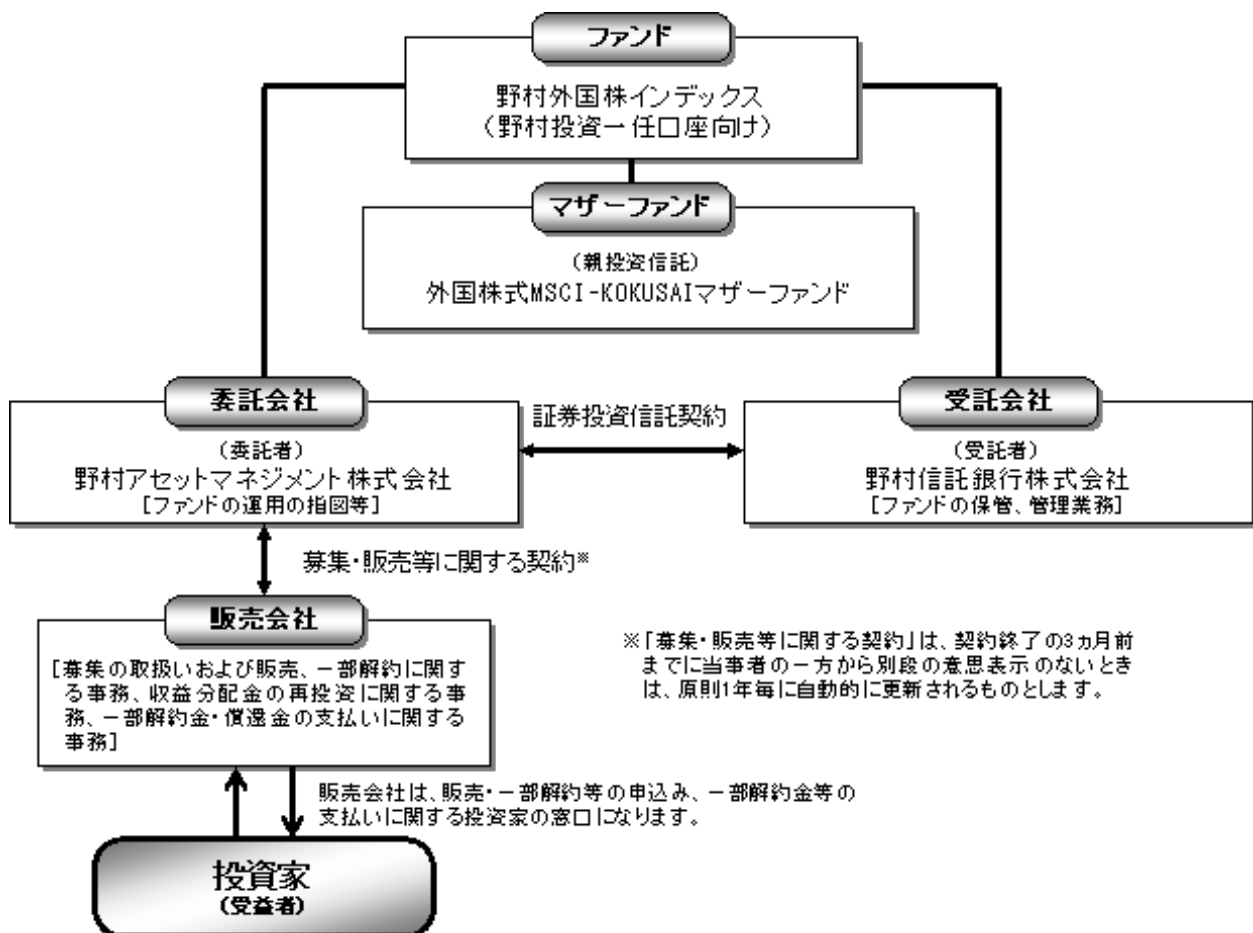 ファンド
野村外国株インデックス
(野村投資一任口座向け)
マザーファンド
(親投資信託)
外国株式MSCI-KOKUSAIマザーファンド
委託会社
(委託者)
野村アセットマネジメント株式会社
[ファンドの運用の指図等]
証券投資信託契約
受託会社
(受託者)
野村信託銀行株式会社
[ファンドの保管、管理業務]
募集・販売等に関する契約※
販売会社
[募集の取扱いおよび販売、一部解約に関す
る事務、収益分配金の再投資に関する事
務、一部解約金・償還金の支払いに関する
事務]
※「募集・販売等に関する契約」は、契約終了の3ヵ月前
までに当事者の一方から別段の意思表示のないとき
は、原則1年毎に自動的に更新されるものとします。
販売会社は、販売・一部解約等の申込み、一部解約金等の
支払いに関する投資家の窓口になります。
投資家
(受益者)